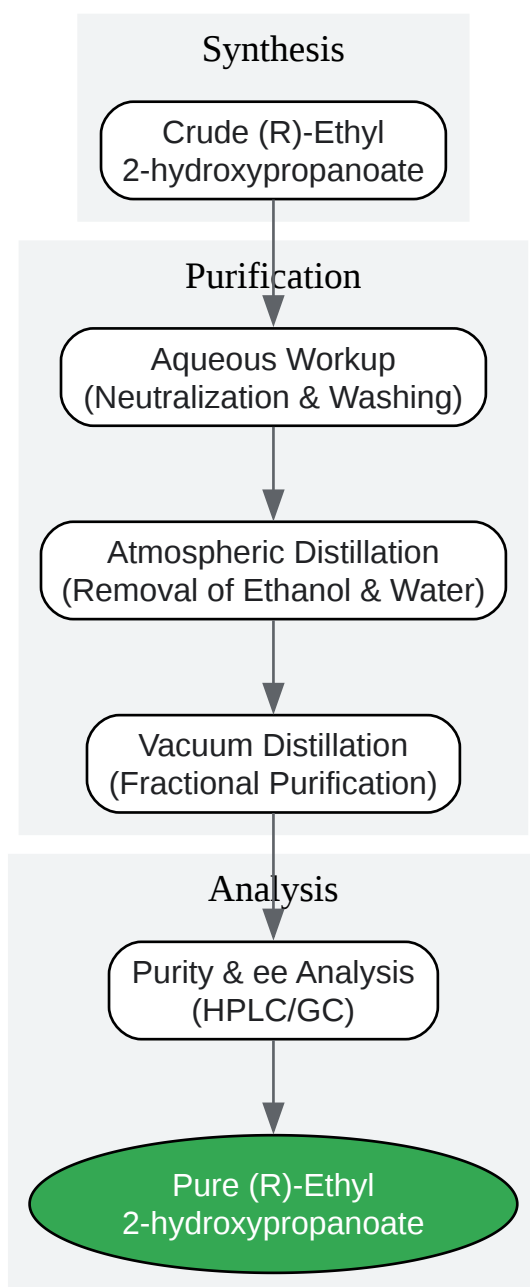 Synthesis
Crude (R)-Ethyl
2-hydroxypropanoate
Purification
Aqueous Workup
(Neutralization & Washing)
Atmospheric Distillation
(Removal of Ethanol & Water)
Vacuum Distillation
(Fractional Purification)
Analysis
Purity & ee Analysis
(HPLC/GC)
Pure (R)-Ethyl
2-hydroxypropanoate